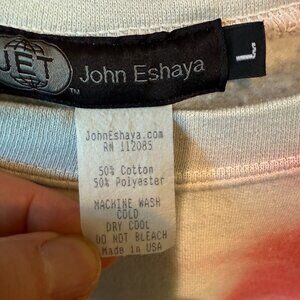 JET
TM
John Eshaya
L
JohnEshaya.com
RN 112085
50% Cotton
50% Polyester
MACHINE WASH
COLD
DRY COOL
DO NOT BLEACH
Made in USA